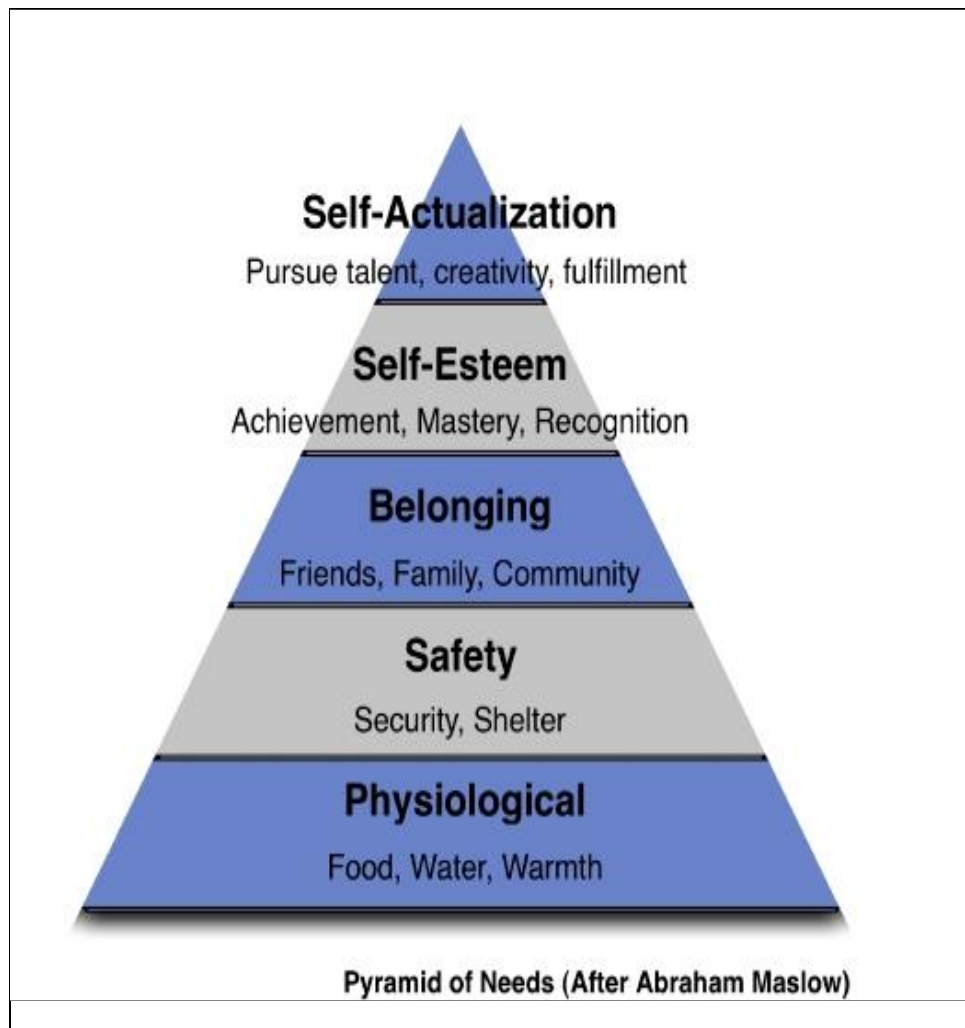 Self-Actualization
Pursue talent, creativity, fulfillment
Self-Esteem
Achievement, Mastery, Recognition
Belonging
Friends, Family, Community
Safety
Security, Shelter
Physiological
Food, Water, Warmth
Pyramid of Needs (After Abraham Maslow)